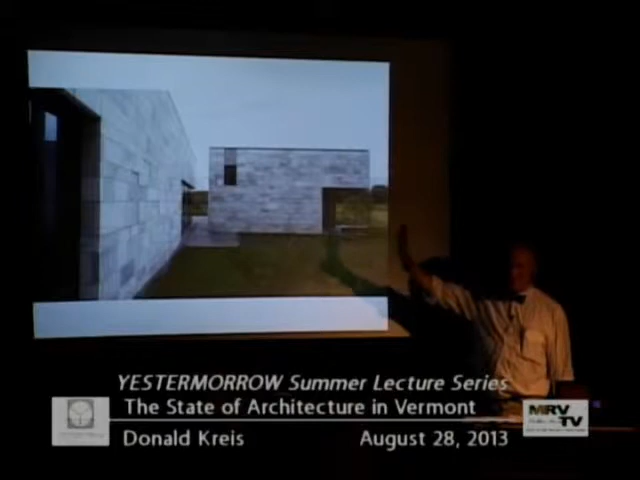 YESTERMORROW Summer Lecture Series
The State of Architecture in Vermont
Donald Kreis August 28, 2013
MRV
TV